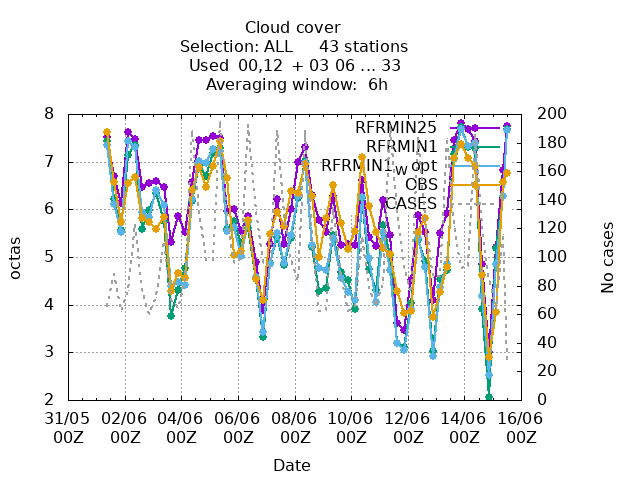 Cloud cover
Selection: ALL 43 stations
Used 00,12 + 03 06 ... 33
Averaging window: 6h
8
7
6
5
4
3
2
octas
200
180
160
140
120
100
80
60
40
20
0
No cases
RFRMIN25
RFRMIN1
RFRMIN1w opt
OBS
CASES
31/05 02/06 04/06 06/06 08/06 10/06 12/06 14/06 16/06
00Z 00Z 00Z 00Z 00Z 00Z 00Z 00Z 00Z
Date